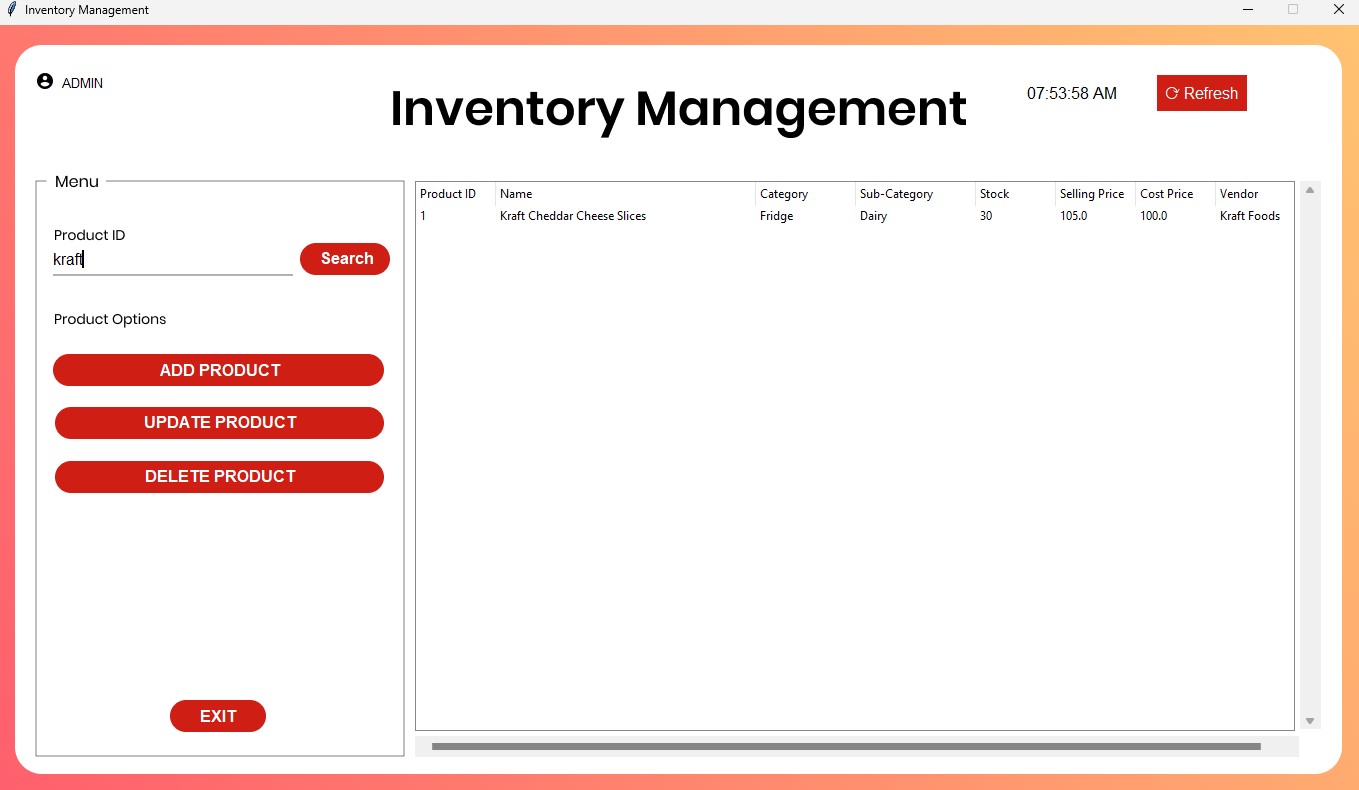 Inventory Management
ADMIN
Inventory Management
07:53:58 AM
Refresh
Menu
Product ID
kraft
Search
Product Options
ADD PRODUCT
UPDATE PRODUCT
DELETE PRODUCT
EXIT
Product ID Name Category Sub-Category Stock Selling Price Cost Price Vendor
1 Kraft Cheddar Cheese Slices Fridge Dairy 30 105.0 100.0 Kraft Foods